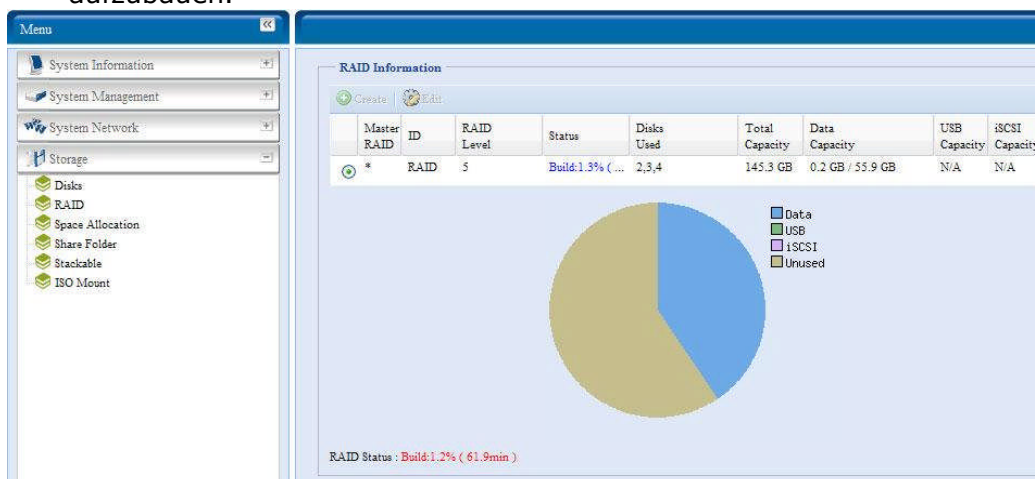 aufzubauen.
Menu
System Information
System Management
System Network
Storage
Disks
RAID
Space Allocation
Share Folder
Stackable
ISO Mount
RAID Information
Create Edit
Master RAID ID RAID Level Status Disks Used Total Capacity Data Capacity USB Capacity iSCSI Capacity
* RAID 5 Build:1.3% ( ... 2,3,4 145.3 GB 0.2 GB / 55.9 GB N/A N/A
Data
USB
iSCSI
Unused
RAID Status : Build:1.2% ( 61.9min )